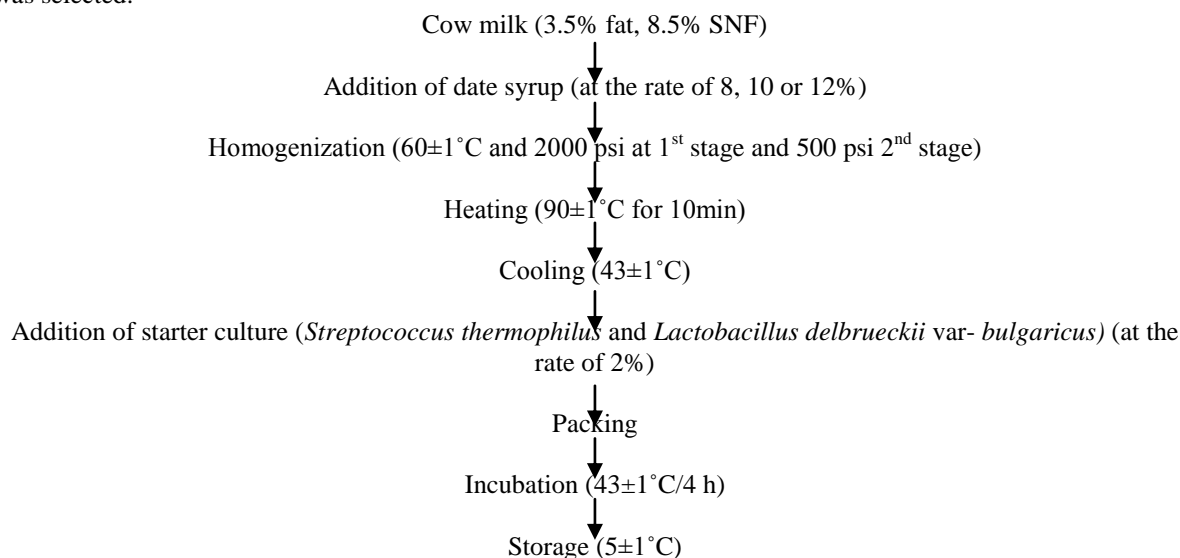 was selected.
Cow milk (3.5% fat, 8.5% SNF)
Addition of date syrup (at the rate of 8, 10 or 12%)
Homogenization (60±1˚C and 2000 psi at 1st stage and 500 psi 2nd stage)
Heating (90±1˚C for 10min)
Cooling (43±1˚C)
Addition of starter culture (Streptococcus thermophilus and Lactobacillus delbrueckii var- bulgaricus) (at the
rate of 2%)
Packing
Incubation (43±1˚C/4 h)
Storage (5±1˚C)